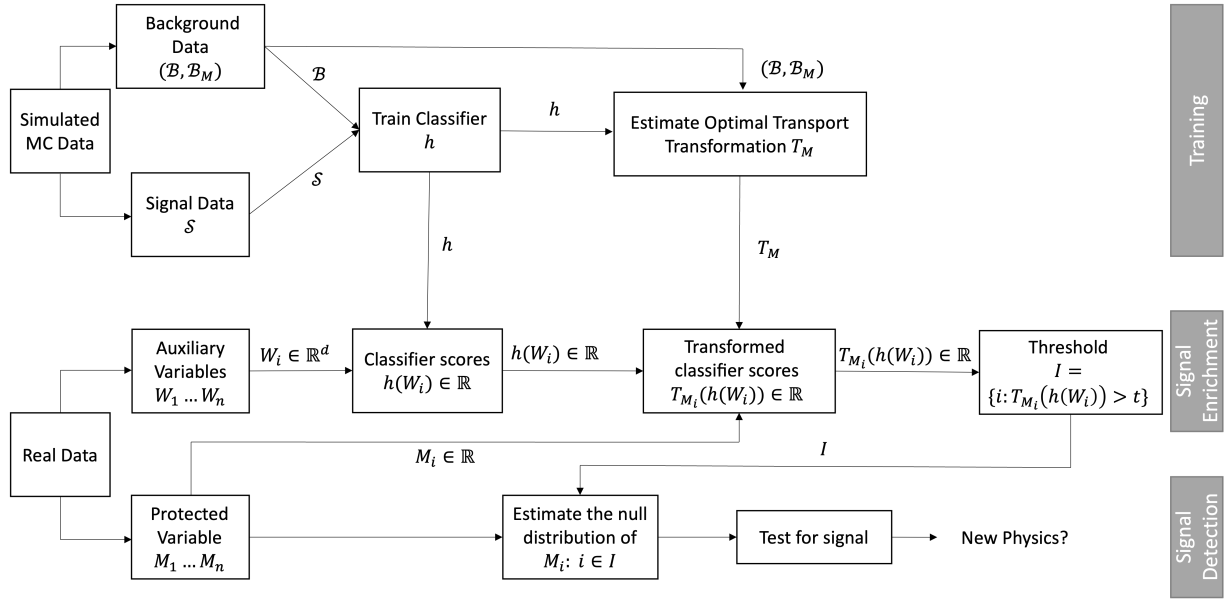 Background
Data
(ℬ, ℬ_M)
ℬ
(ℬ, ℬ_M)
Simulated
MC Data
Train Classifier
h
h
Estimate Optimal Transport
Transformation T_M
Signal Data
𝒮
𝒮
h
T_M
Training
Auxiliary
Variables
W_1 … W_n
W_i ∈ ℝ^d
Classifier scores
h(W_i) ∈ ℝ
h(W_i) ∈ ℝ
Transformed
classifier scores
T_{M_i}(h(W_i)) ∈ ℝ
T_{M_i}(h(W_i)) ∈ ℝ
Threshold
I =
{i: T_{M_i}(h(W_i)) > t}
Signal
Enrichment
Real Data
M_i ∈ ℝ
I
Protected
Variable
M_1 … M_n
Estimate the null
distribution of
M_i: i ∈ I
Test for signal
New Physics?
Signal
Detection